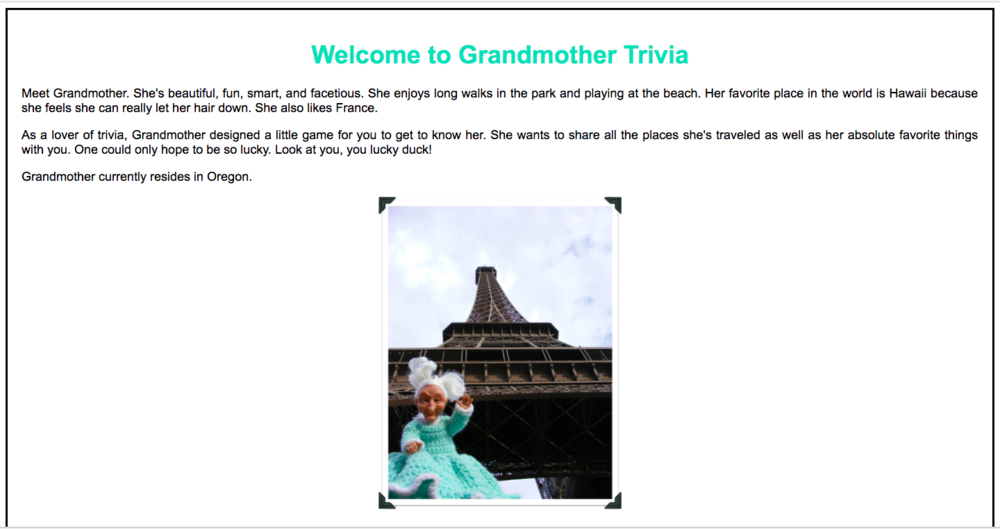 Welcome to Grandmother Trivia
Meet Grandmother. She's beautiful, fun, smart, and facetious. She enjoys long walks in the park and playing at the beach. Her favorite place in the world is Hawaii because
she feels she can really let her hair down. She also likes France.
As a lover of trivia, Grandmother designed a little game for you to get to know her. She wants to share all the places she's traveled as well as her absolute favorite things
with you. One could only hope to be so lucky. Look at you, you lucky duck!
Grandmother currently resides in Oregon.